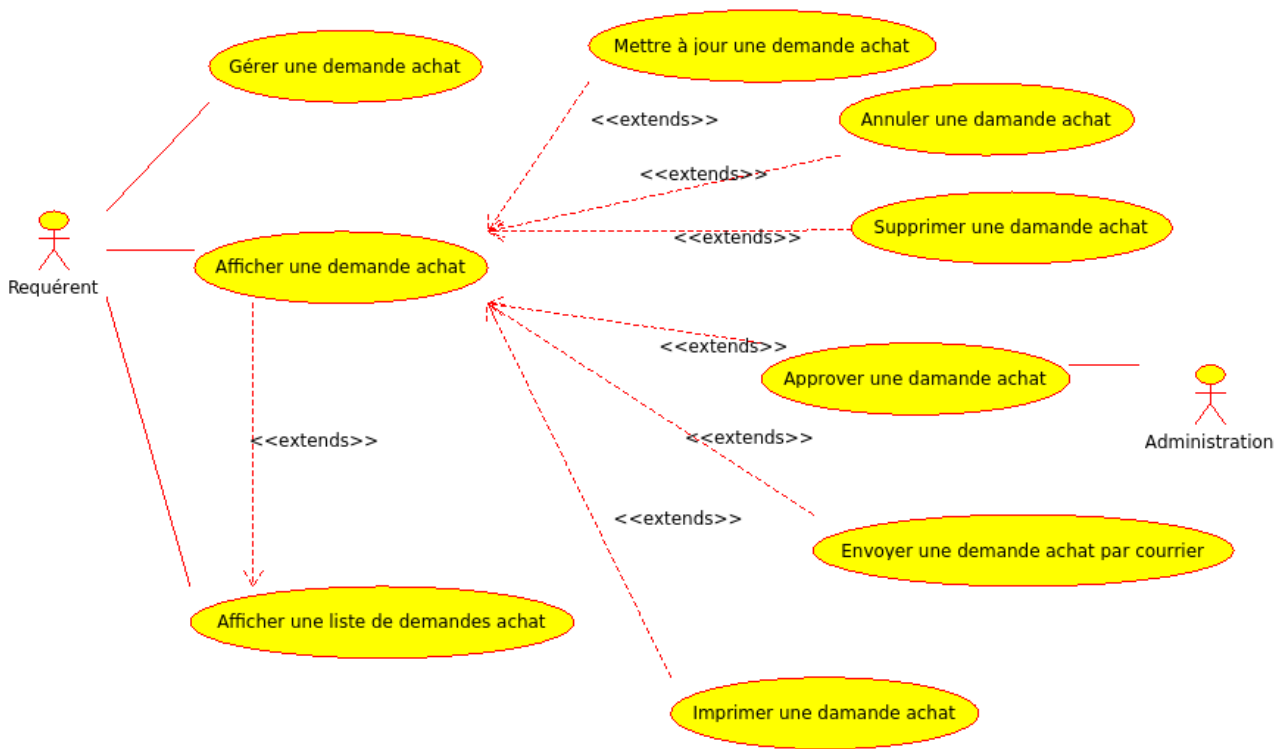 Mettre à jour une demande achat
Gérer une demande achat
<<extends>>
Annuler une damande achat
<<extends>>
Supprimer une damande achat
<<extends>>
Afficher une demande achat
Requérent
<<extends>>
Approver une damande achat
<<extends>>
<<extends>>
Administration
<<extends>>
Envoyer une demande achat par courrier
Afficher une liste de demandes achat
Imprimer une damande achat